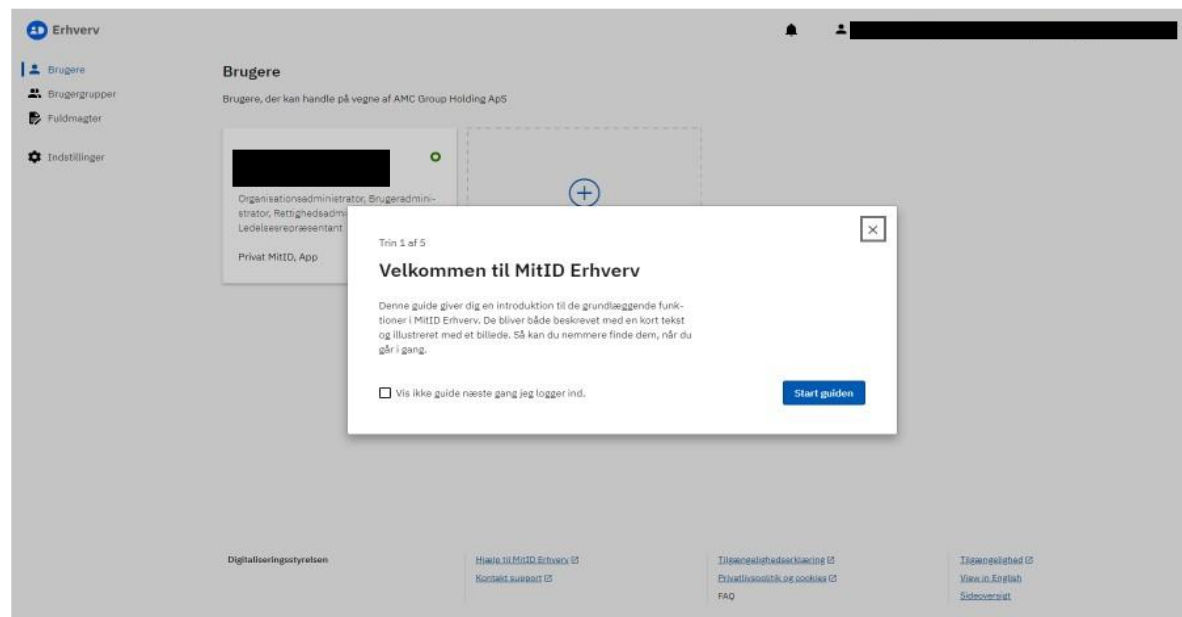 Erhverv
Brugere
Brugergrupper
Fuldmagter
Indstillinger
Brugere
Brugere, der kan handle på vegne af AMC Group Holding ApS
Organisationsadministrator, Brugeradmini-
strator, Rettighedsadmi
Ledelsesrepræsentant
Privat MitID, App
Trin 1 af 5
Velkommen til MitID Erhverv
Denne guide giver dig en introduktion til de grundlæggende funk-
tioner i MitID Erhverv. De bliver både beskrevet med en kort tekst
og illustreret med et billede. Så kan du nemmere finde dem, når du
går i gang.
Vis ikke guide næste gang jeg logger ind.
Start guiden
Digitaliseringsstyrelsen
Hjælp til MitID Erhverv
Kontakt support
Tilgængelighedserklæring
Privatlivspolitik og cookies
FAQ
Tilgængelighed
View in English
Sideoversigt